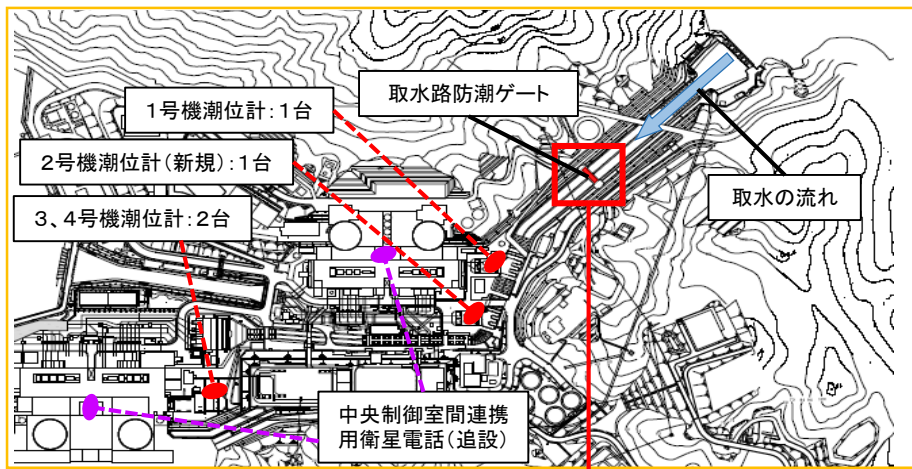 1号機潮位計：1台
取水路防潮ゲート
2号機潮位計（新規）：1台
取水の流れ
3、4号機潮位計：2台
中央制御室間連携
用衛星電話（追設）